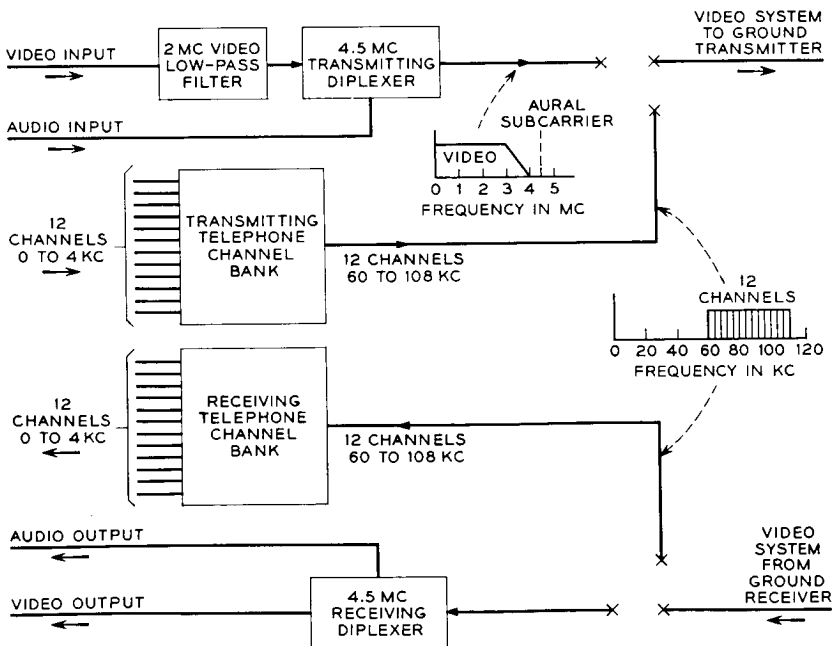 VIDEO INPUT
2 MC VIDEO
LOW-PASS
FILTER
4.5 MC
TRANSMITTING
DIPLEXER
VIDEO SYSTEM
TO GROUND
TRANSMITTER
AUDIO INPUT
AURAL
SUBCARRIER
VIDEO
0 1 2 3 4 5
FREQUENCY IN MC
12
CHANNELS
0 TO 4 KC
TRANSMITTING
TELEPHONE
CHANNEL
BANK
12 CHANNELS
60 TO 108 KC
12
CHANNELS
0 20 40 60 80 100 120
FREQUENCY IN KC
12
CHANNELS
0 TO 4 KC
RECEIVING
TELEPHONE
CHANNEL
BANK
12 CHANNELS
60 TO 108 KC
AUDIO OUTPUT
VIDEO OUTPUT
4.5 MC
RECEIVING
DIPLEXER
VIDEO
SYSTEM
FROM
GROUND
RECEIVER